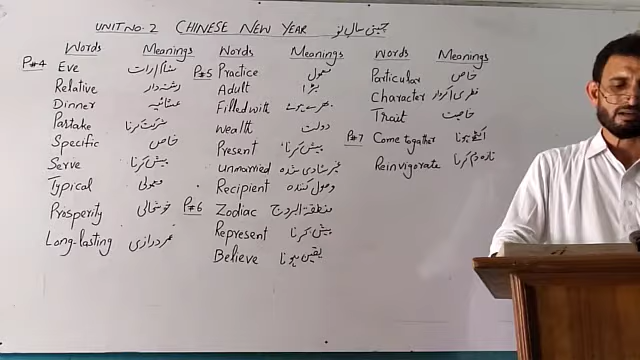 UNIT NO. 2 CHINESE NEW YEAR چینی سال نو
Words Meanings
P#4 Eve شام / رات
Relative رشتہ دار
Dinner عشائیہ
Partake شرکت کرنا
Specific خاص
Serve پیش کرنا
Typical معمولی
Prosperity خوشحالی
Long-lasting عمر درازی
Words Meanings
P#5 Practice معمول
Adult بڑا
Filled with بھرے ہوئے
Wealth دولت
Present پیش کرنا
Unmarried غیر شادی شدہ
Recipient وصول کنندہ
P#6 Zodiac منطقۃ البروج
Represent پیش کرنا
Believe یقین ہونا
Words Meanings
Particular خاص
Character فطری / کردار
Trait خاصیت
P#7 Come together اکٹھے ہونا
Reinvigorate تازہ دم کرنا